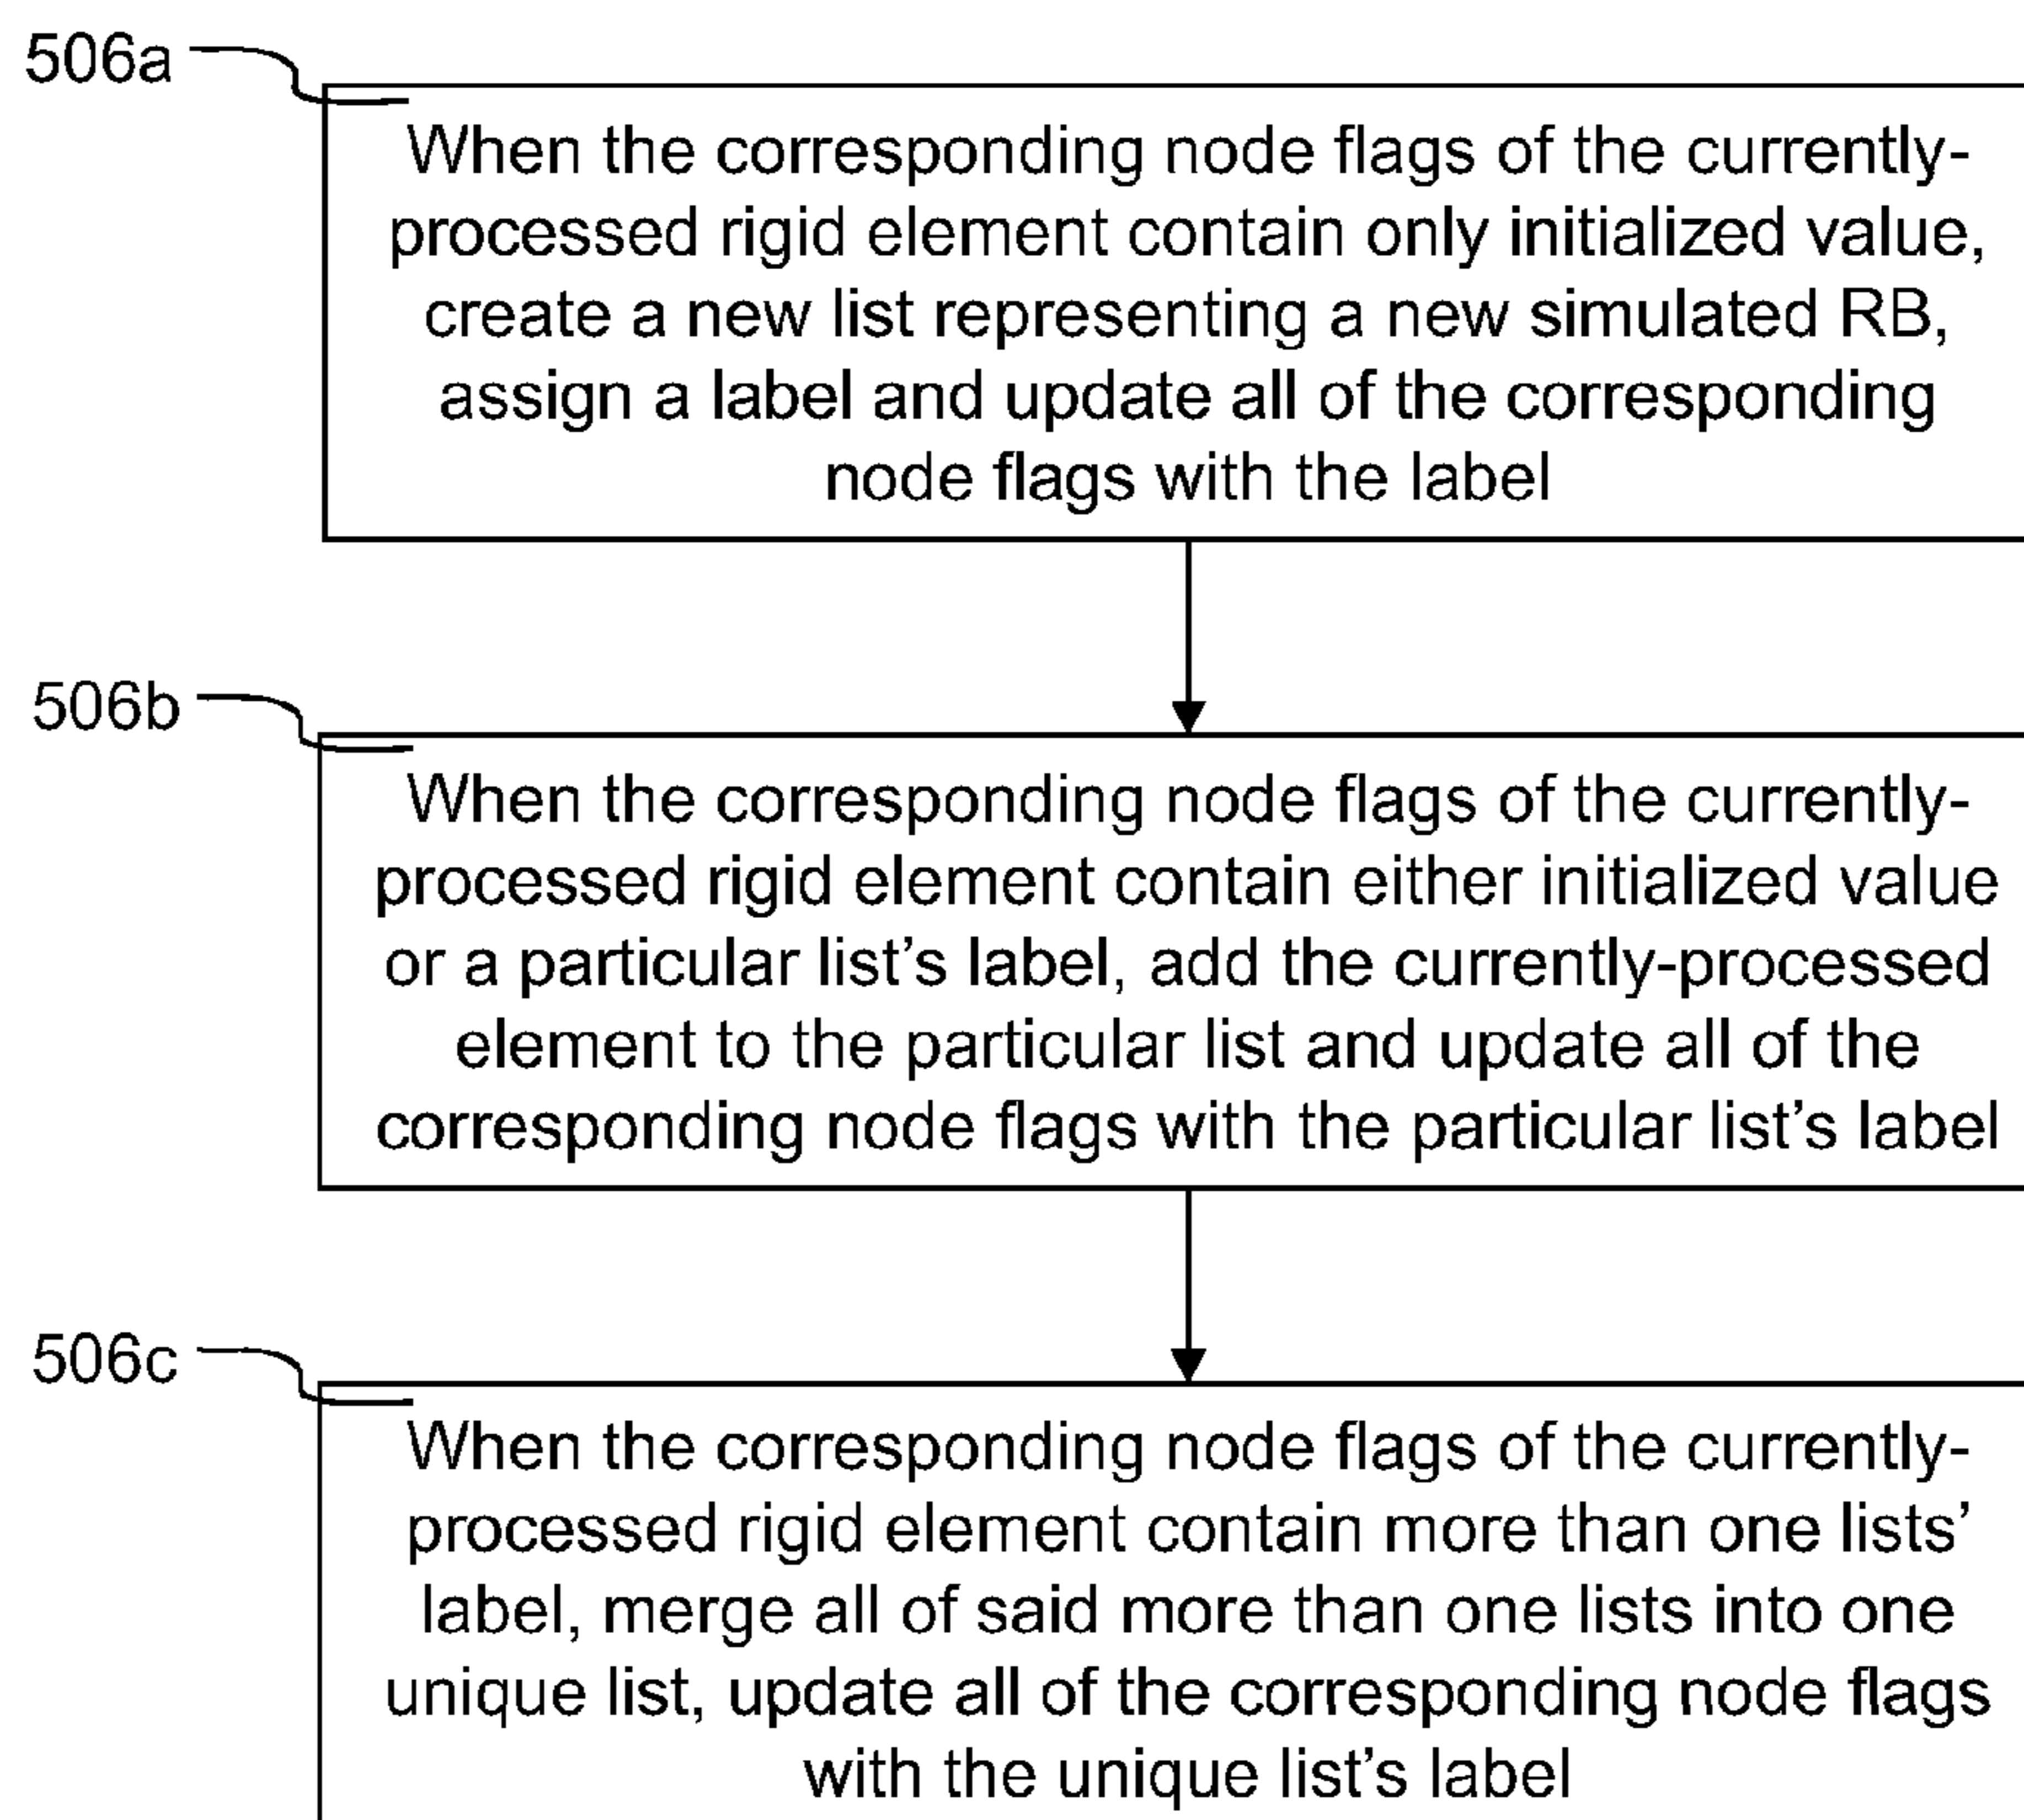 506a
When the corresponding node flags of the currently-
processed rigid element contain only initialized value,
create a new list representing a new simulated RB,
assign a label and update all of the corresponding
node flags with the label
506b
When the corresponding node flags of the currently-
processed rigid element contain either initialized value
or a particular list's label, add the currently-processed
element to the particular list and update all of the
corresponding node flags with the particular list's label
506c
When the corresponding node flags of the currently-
processed rigid element contain more than one lists'
label, merge all of said more than one lists into one
unique list, update all of the corresponding node flags
with the unique list's label